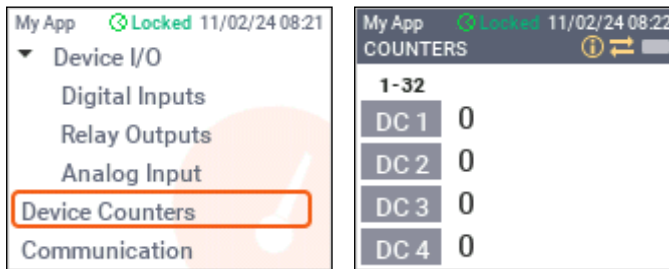 My App Locked 11/02/24 08:21
Device I/O
Digital Inputs
Relay Outputs
Analog Input
Device Counters
Communication
My App Locked 11/02/24 08:22
COUNTERS
1-32
DC 1 0
DC 2 0
DC 3 0
DC 4 0